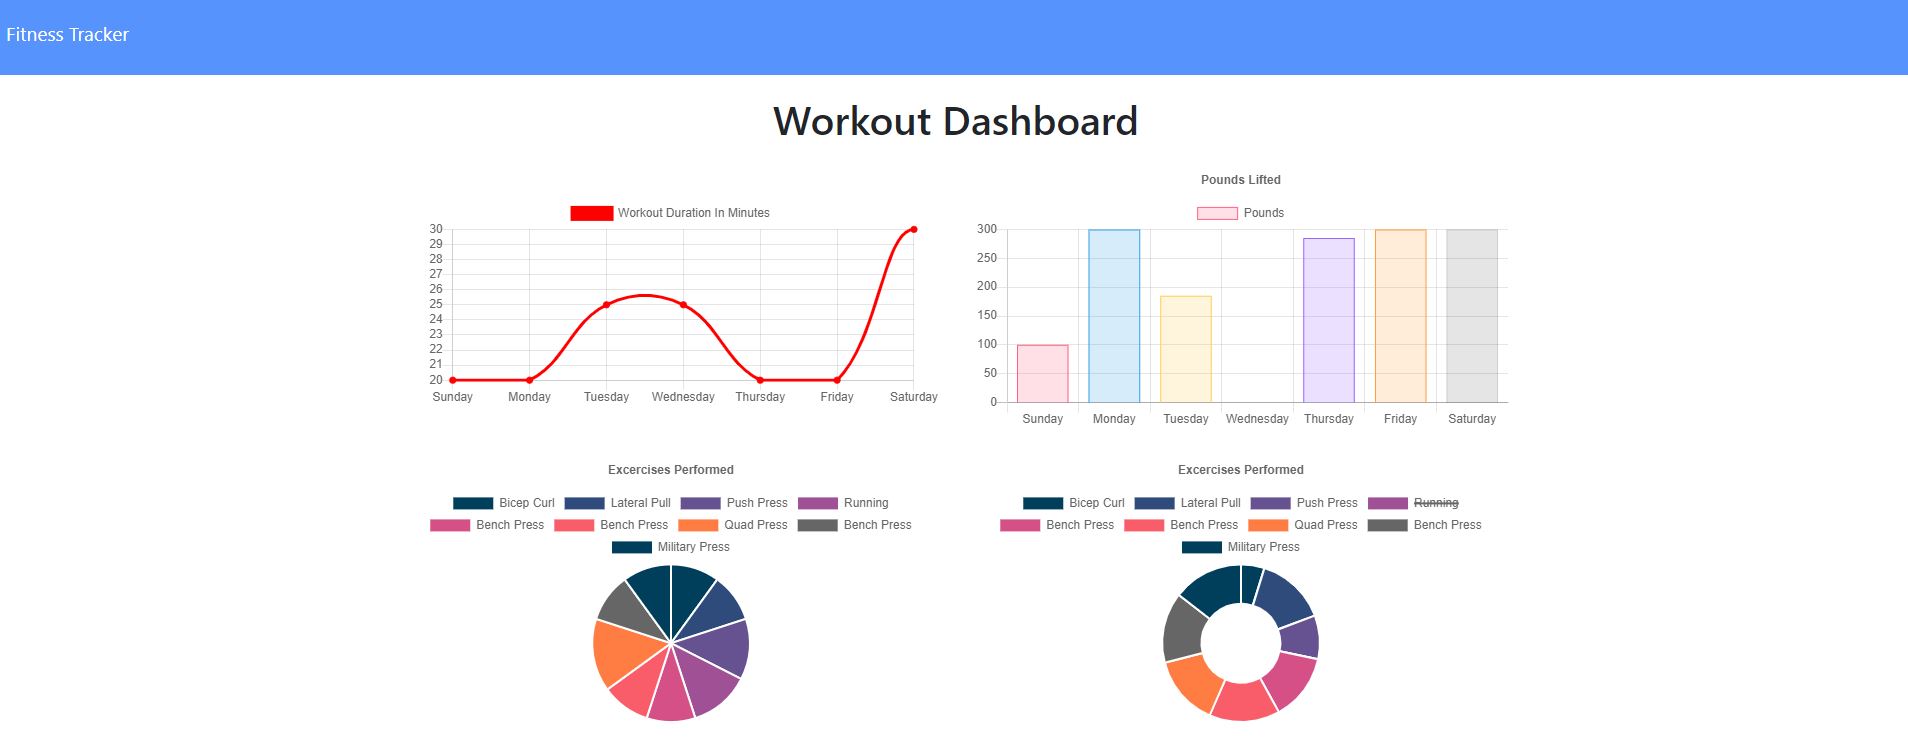 Fitness Tracker
Workout Dashboard
Workout Duration In Minutes
30
29
28
27
26
25
24
23
22
21
20
Sunday Monday Tuesday Wednesday Thursday Friday Saturday
Pounds Lifted
Pounds
300
250
200
150
100
50
0
Sunday Monday Tuesday Wednesday Thursday Friday Saturday
Excercises Performed
Bicep Curl Lateral Pull Push Press Running
Bench Press Bench Press Quad Press Bench Press
Military Press
Excercises Performed
Bicep Curl Lateral Pull Push Press Running
Bench Press Bench Press Quad Press Bench Press
Military Press